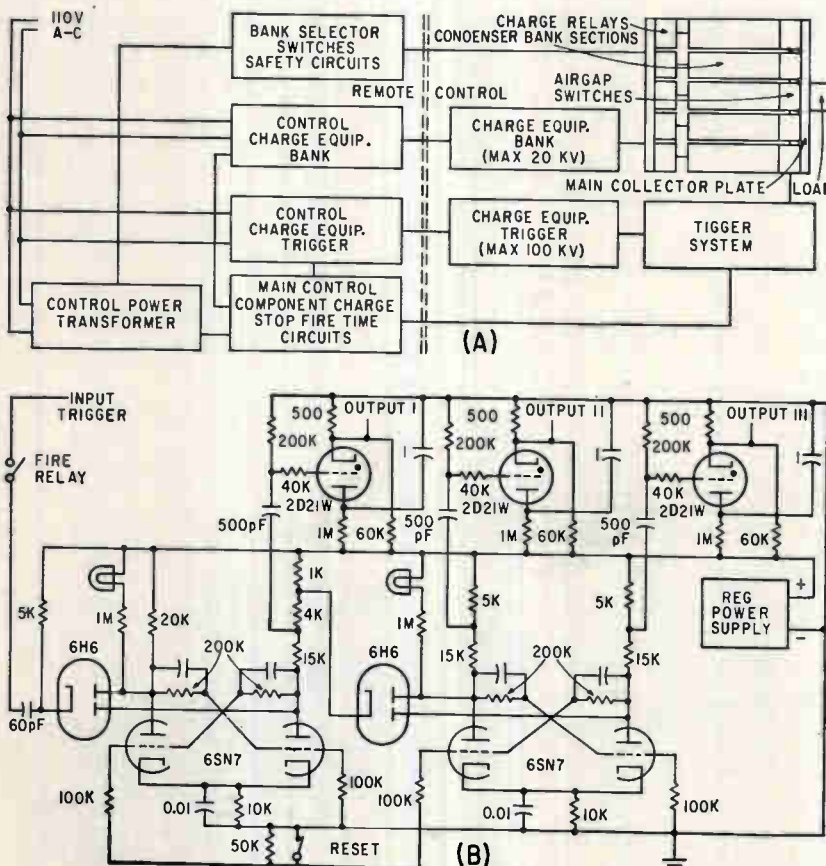 110V
A-C
BANK SELECTOR
SWITCHES
SAFETY CIRCUITS
CHARGE RELAYS
CONDENSER BANK SECTIONS
AIRGAP
SWITCHES
REMOTE CONTROL
CONTROL
CHARGE EQUIP.
BANK
CHARGE EQUIP.
BANK
(MAX 20 KV)
MAIN COLLECTOR PLATE
LOAD
CONTROL
CHARGE EQUIP.
TRIGGER
CHARGE EQUIP.
TRIGGER
(MAX 100 KV)
TIGGER
SYSTEM
CONTROL POWER
TRANSFORMER
MAIN CONTROL
COMPONENT CHARGE
STOP FIRE TIME
CIRCUITS
(A)
INPUT
TRIGGER
FIRE
RELAY
500
OUTPUT I
200K
1
40K
2D21W
500pF
1M
60K
500
OUTPUT II
200K
1
40K
2D21W
500
pF
1M
60K
500
OUTPUT III
200K
1
40K
2D21W
500
pF
1M
60K
5K
1M
20K
1K
4K
15K
200K
6H6
60pF
6SN7
100K
0.01
10K
100K
50K
RESET
1M
5K
5K
15K
15K
200K
6H6
6SN7
100K
0.01
10K
100K
REG
POWER
SUPPLY
+
-
(B)